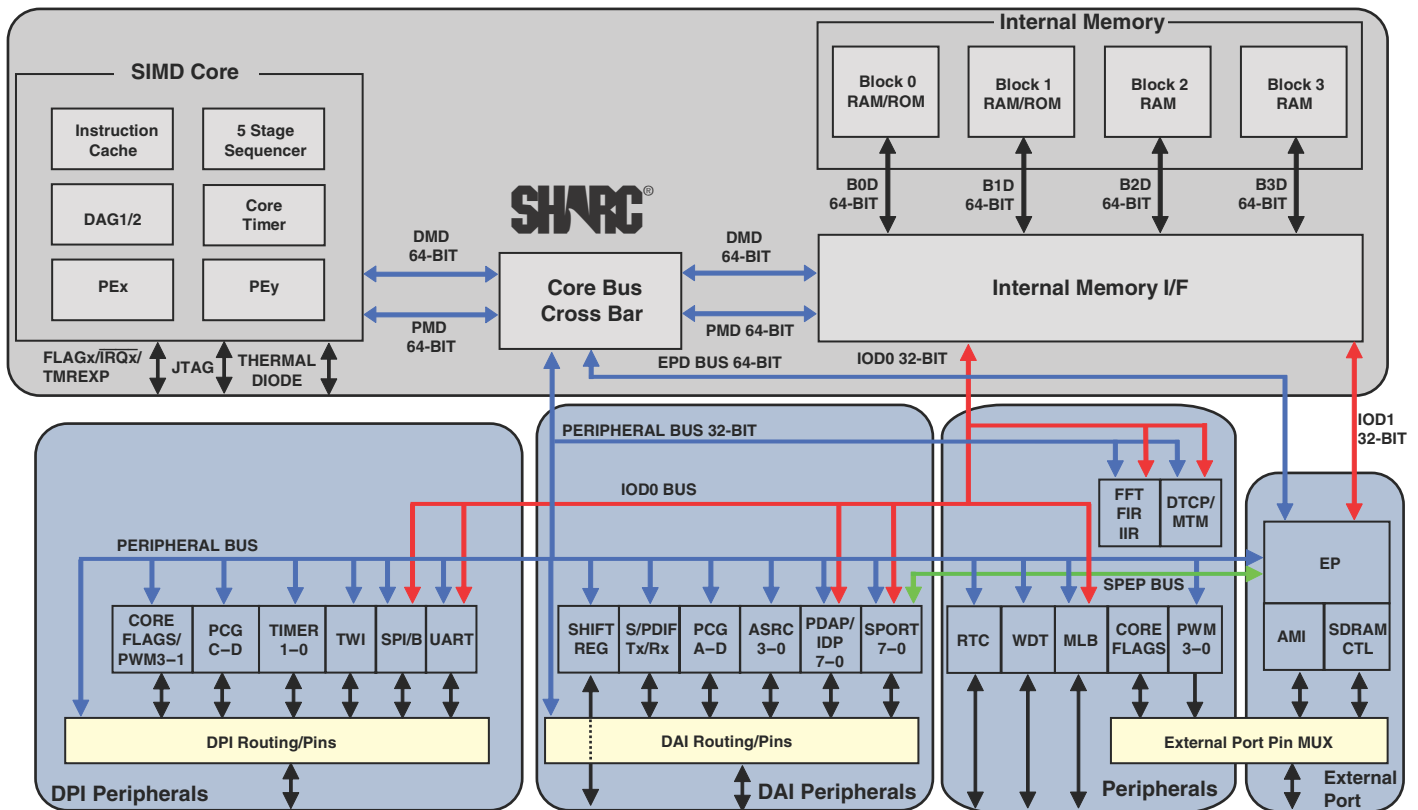 Internal Memory
SIMD Core
Block 0
RAM/ROM
Block 1
RAM/ROM
Block 2
RAM
Block 3
RAM
Instruction
Cache
5 Stage
Sequencer
DAG1/2
Core
Timer
PEx
PEy
B0D
64-BIT
B1D
64-BIT
B2D
64-BIT
B3D
64-BIT
SHARC®
DMD
64-BIT
DMD
64-BIT
Core Bus
Cross Bar
Internal Memory I/F
PMD
64-BIT
PMD 64-BIT
FLAGx/IRQx/
TMREXP
JTAG
THERMAL
DIODE
EPD BUS 64-BIT
IOD0 32-BIT
IOD1
32-BIT
PERIPHERAL BUS 32-BIT
IOD0 BUS
PERIPHERAL BUS
FFT
FIR
IIR
DTCP/
MTM
EP
SPEP BUS
CORE
FLAGS/
PWM3–1
PCG
C–D
TIMER
1–0
TWI
SPI/B
UART
SHIFT
REG
S/PDIF
Tx/Rx
PCG
A–D
ASRC
3–0
PDAP/
IDP
7–0
SPORT
7–0
RTC
WDT
MLB
CORE
FLAGS
PWM
3–0
AMI
SDRAM
CTL
DPI Routing/Pins
DAI Routing/Pins
External Port Pin MUX
DPI Peripherals
DAI Peripherals
Peripherals
External
Port